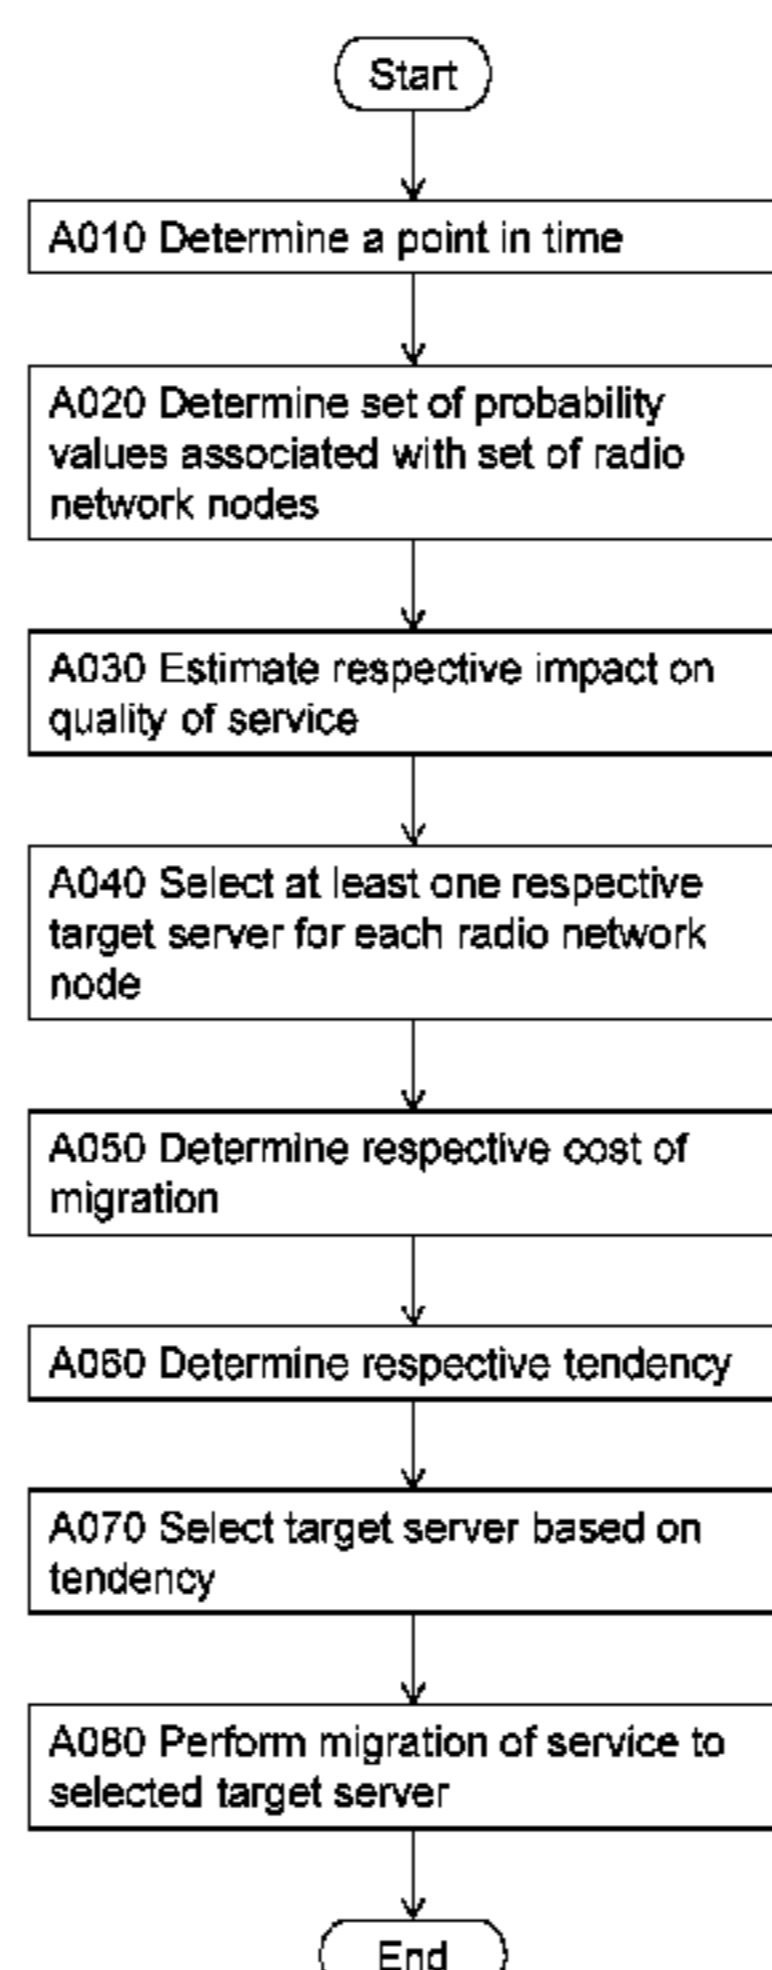 Start
A010 Determine a point in time
A020 Determine set of probability
values associated with set of radio
network nodes
A030 Estimate respective impact on
quality of service
A040 Select at least one respective
target server for each radio network
node
A050 Determine respective cost of
migration
A060 Determine respective tendency
A070 Select target server based on
tendency
A080 Perform migration of service to
selected target server
End